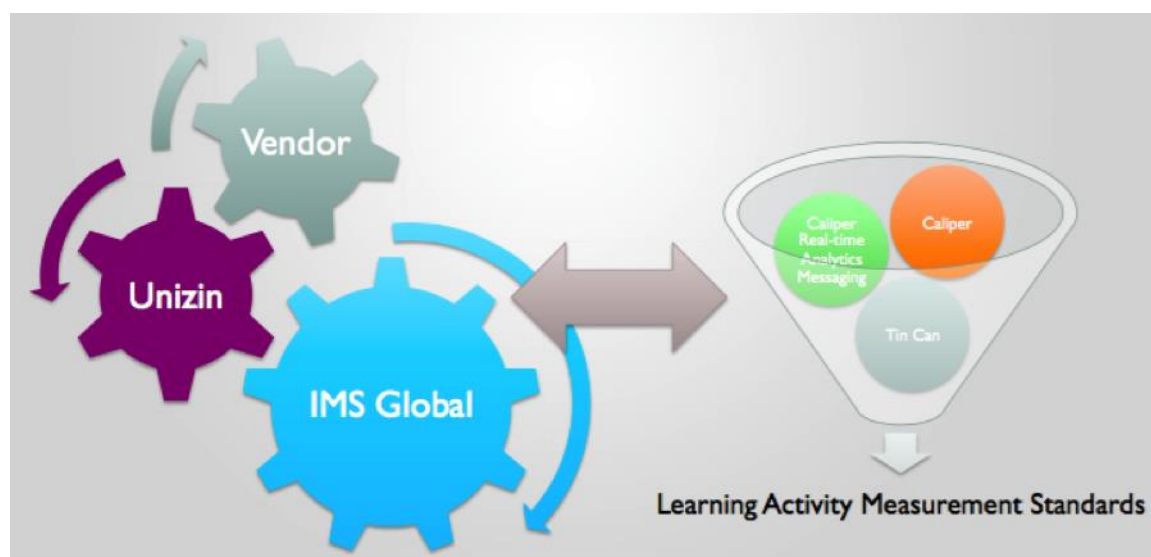 Vendor
Unizin
IMS Global
Caliper
Real-time
Analytics
Messaging
Caliper
Tin Can
Learning Activity Measurement Standards